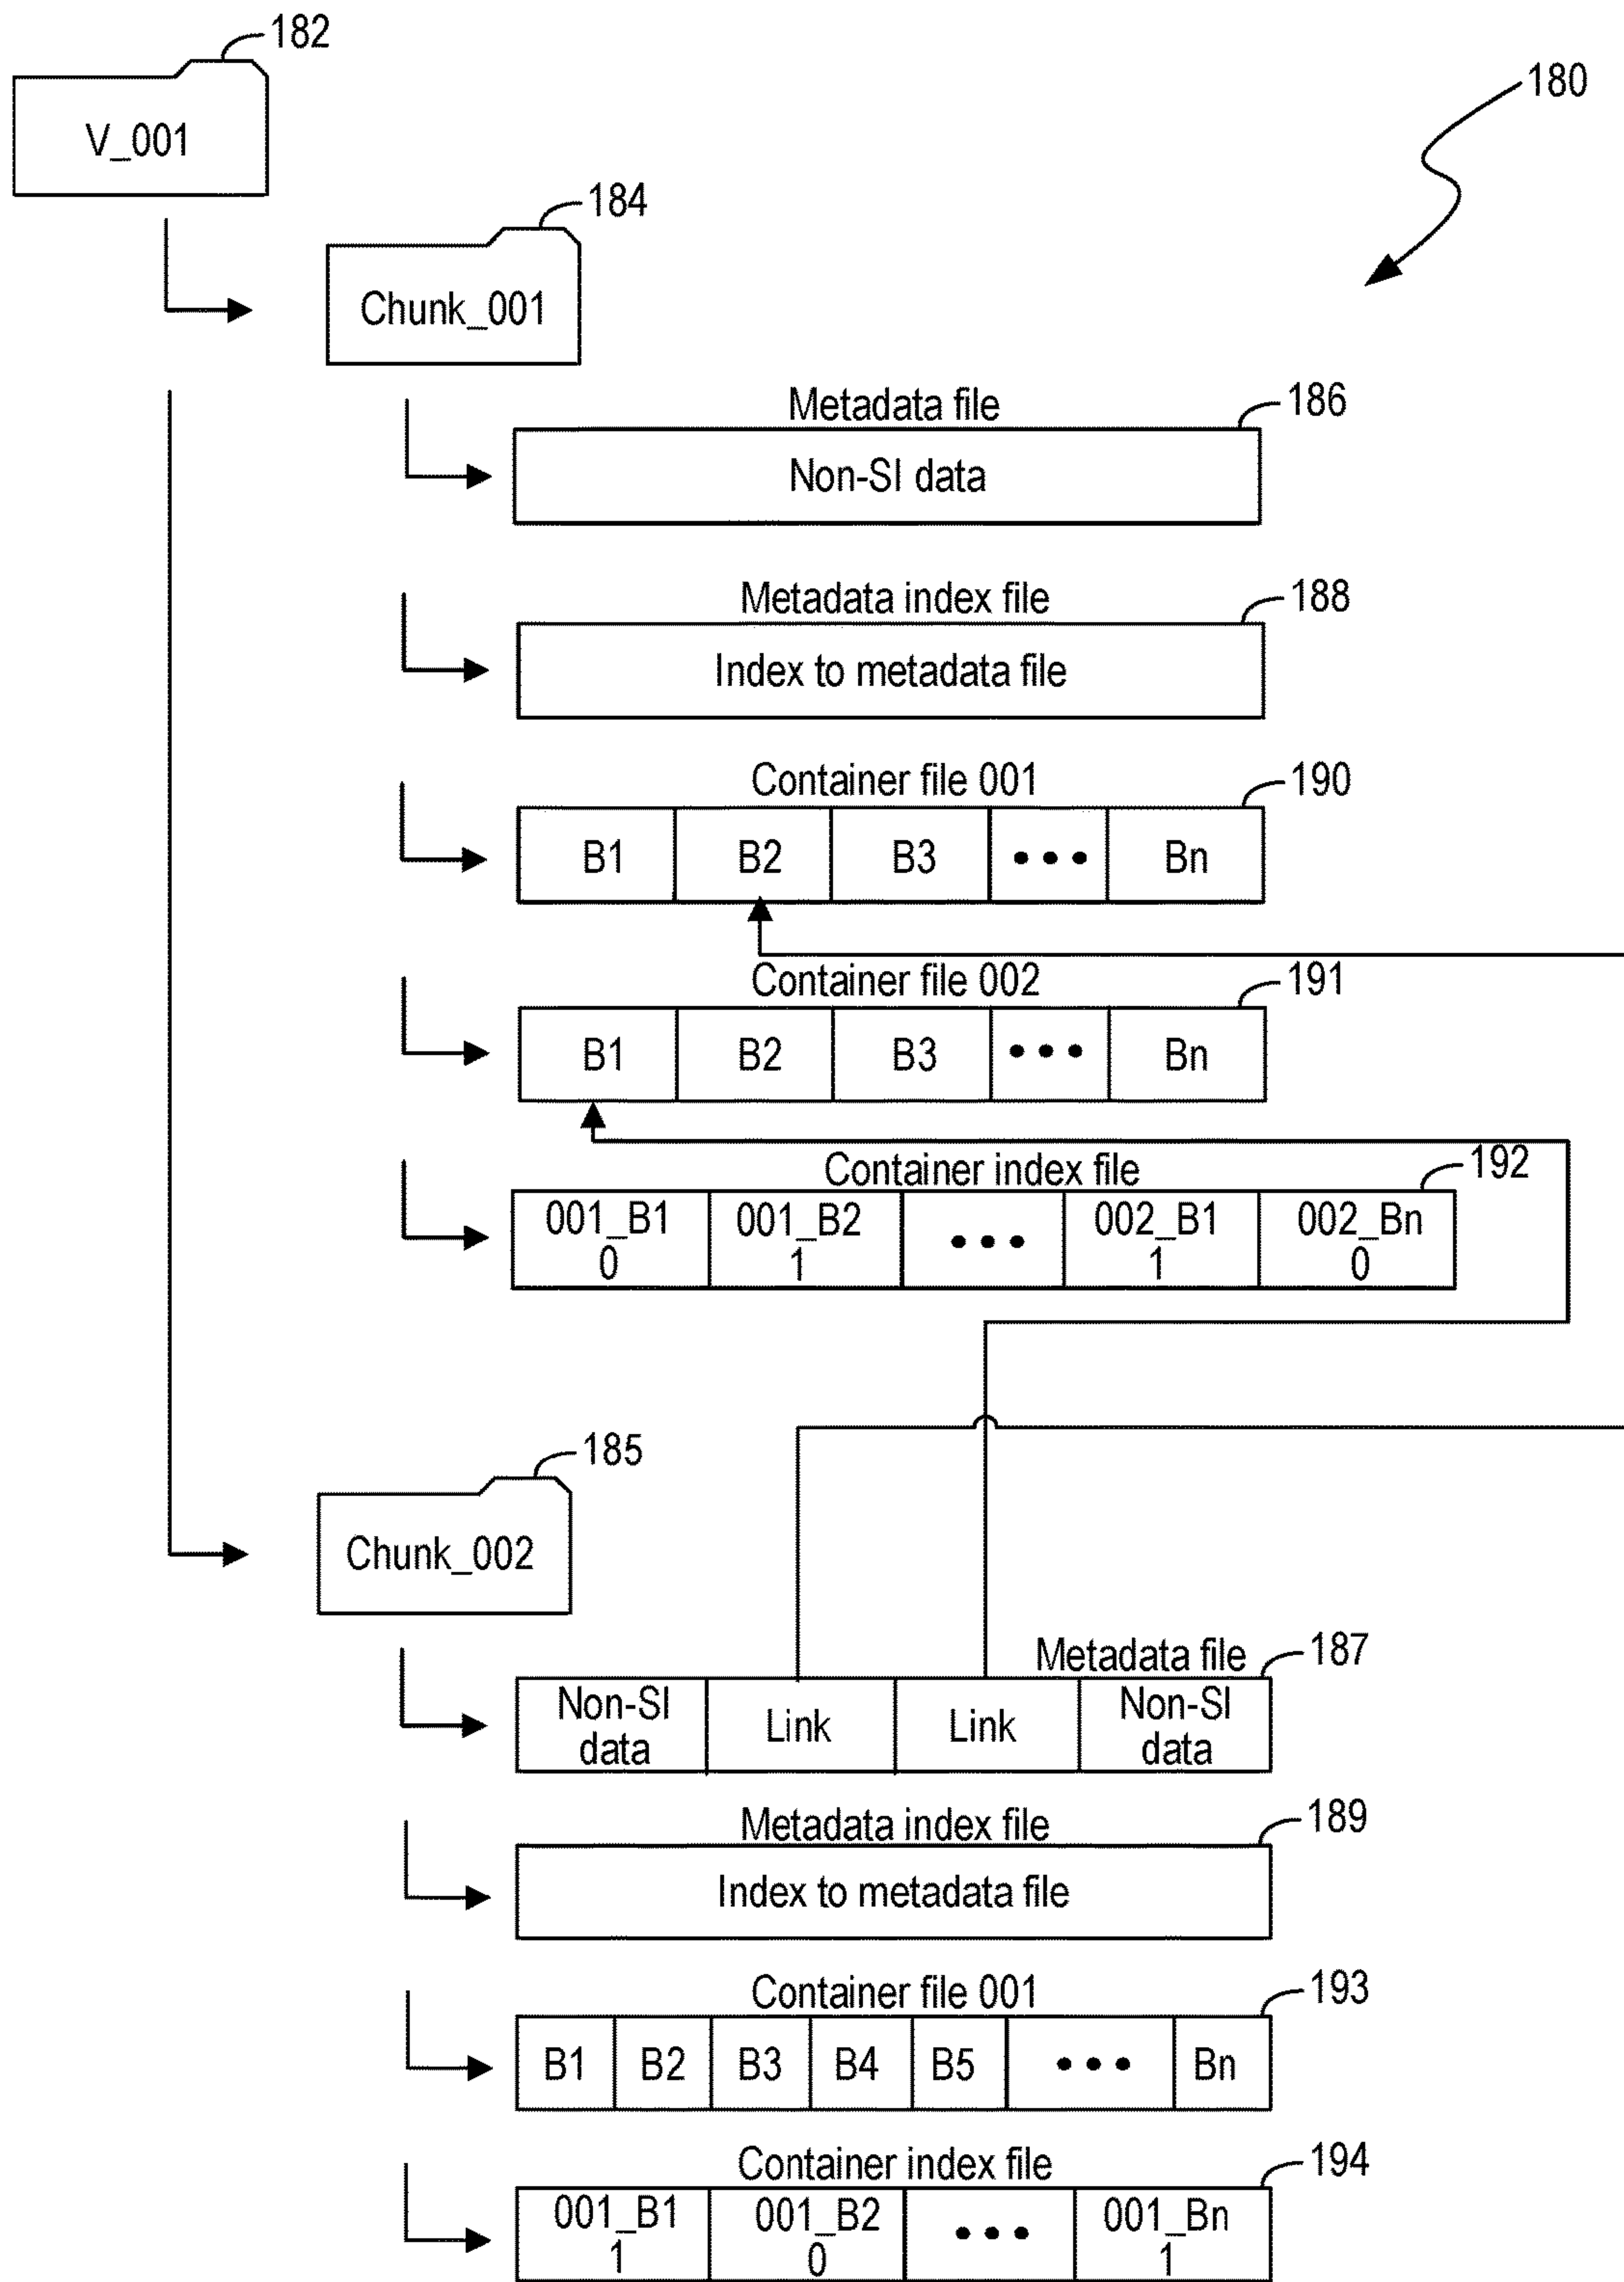 182
V_001
180
184
Chunk_001
Metadata file
186
Non-SI data
Metadata index file
188
Index to metadata file
Container file 001
190
B1 B2 B3 ••• Bn
Container file 002
191
B1 B2 B3 ••• Bn
Container index file
192
001_B1 001_B2 ••• 002_B1 002_Bn
0 1 1 0
185
Chunk_002
Metadata file
187
Non-SI Link Link Non-SI
data data
Metadata index file
189
Index to metadata file
Container file 001
193
B1 B2 B3 B4 B5 ••• Bn
Container index file
194
001_B1 001_B2 ••• 001_Bn
1 0 1